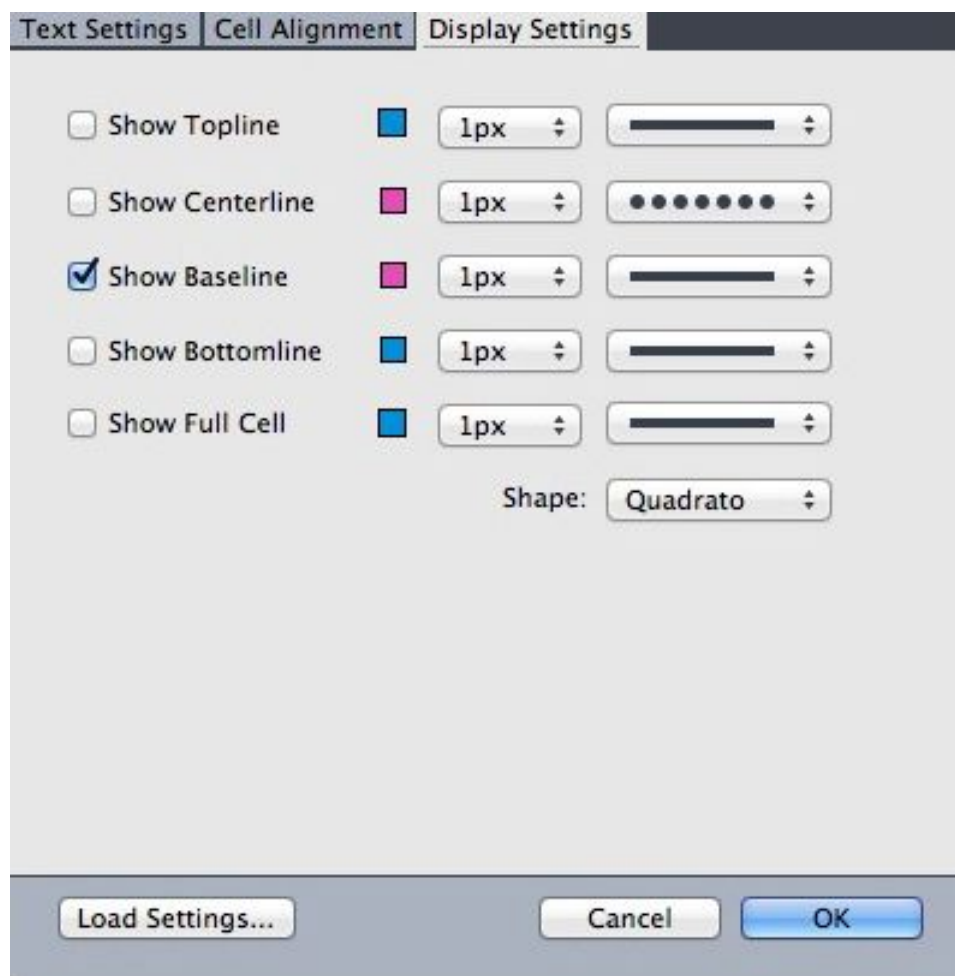 Text Settings Cell Alignment Display Settings
Show Topline 1px
Show Centerline 1px
Show Baseline 1px
Show Bottomline 1px
Show Full Cell 1px
Shape: Quadrato
Load Settings... Cancel OK